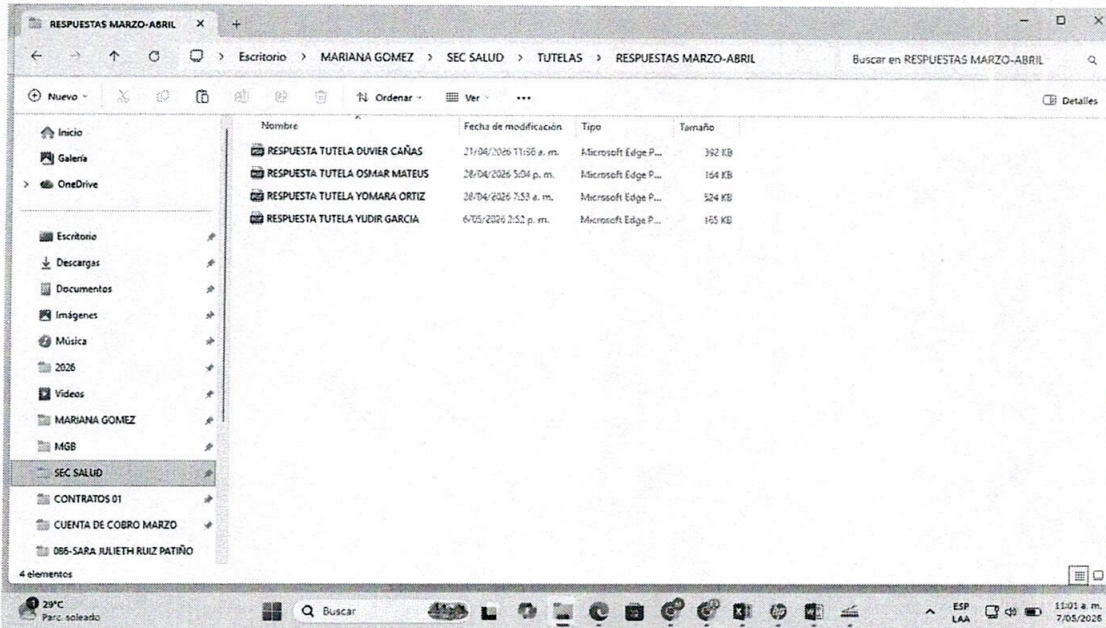 RESPUESTAS MARZO-ABRIL
Escritorio > MARIANA GOMEZ > SEC SALUD > TUTELAS > RESPUESTAS MARZO-ABRIL
Buscar en RESPUESTAS MARZO-ABRIL
Nuevo
Ordenar
Ver
Detalles
Inicio
Galería
OneDrive
Escritorio
Descargas
Documentos
Imágenes
Música
2026
Videos
MARIANA GOMEZ
MGB
SEC SALUD
CONTRATOS 01
CUENTA DE COBRO MARZO
086-SARA JULIETH RUIZ PATIÑO
Nombre Fecha de modificación Tipo Tamaño
RESPUESTA TUTELA DUVIER CAÑAS 21/04/2026 a. m. Microsoft Edge P... 392 KB
RESPUESTA TUTELA OSMAR MATEUS 28/04/2026 5:04 p. m. Microsoft Edge P... 164 KB
RESPUESTA TUTELA YOMARA ORTIZ 28/04/2026 7:53 a. m. Microsoft Edge P... 524 KB
RESPUESTA TUTELA YUDIR GARCIA 6/05/2026 2:52 p. m. Microsoft Edge P... 165 KB
4 elementos
29°C
Parc. soleado
Buscar
ESP
LAA
11:01 a. m.
7/05/2026